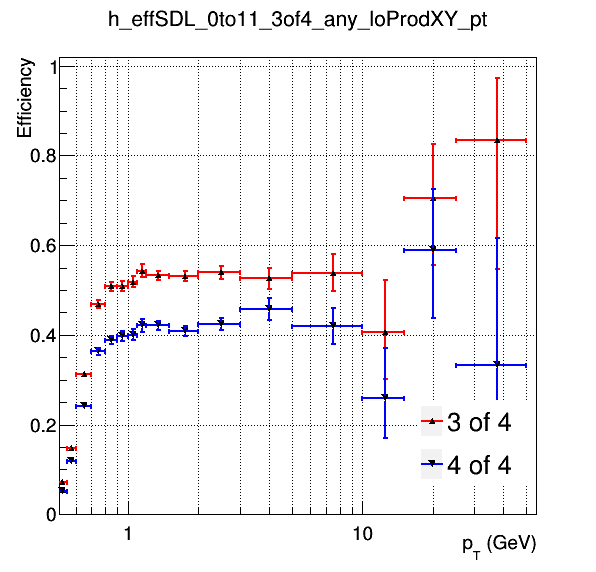 h_effSDL_0to11_3of4_any_loProdXY_pt
Efficiency
1
0.8
0.6
0.4
0.2
0
3 of 4
4 of 4
1
10
p_T (GeV)